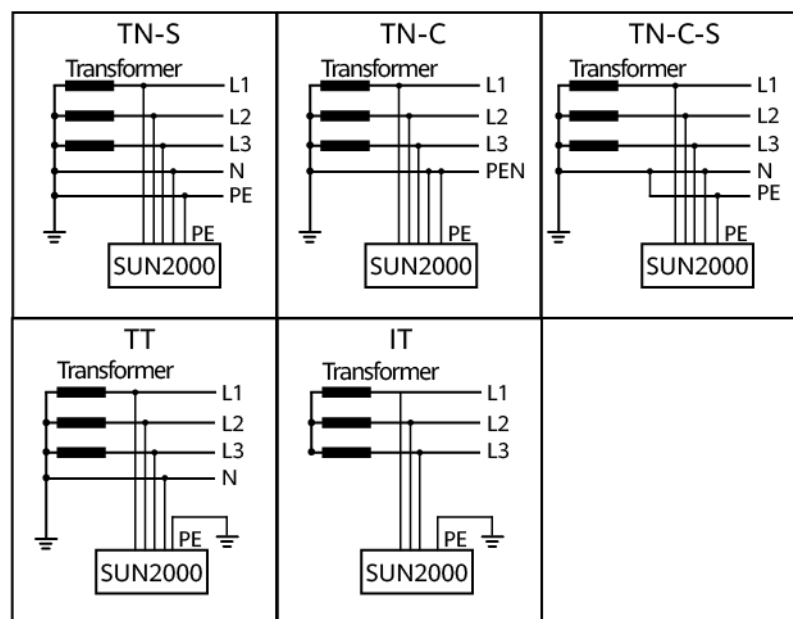 TN-S
Transformer
L1
L2
L3
N
PE
PE
SUN2000
TN-C
Transformer
L1
L2
L3
PEN
PE
SUN2000
TN-C-S
Transformer
L1
L2
L3
N
PE
PE
SUN2000
TT
Transformer
L1
L2
L3
N
PE
SUN2000
IT
Transformer
L1
L2
L3
PE
SUN2000